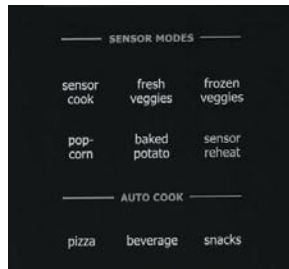 SENSOR MODES
sensor fresh frozen
cook veggies veggies
pop- baked sensor
corn potato reheat
AUTO COOK
pizza beverage snacks